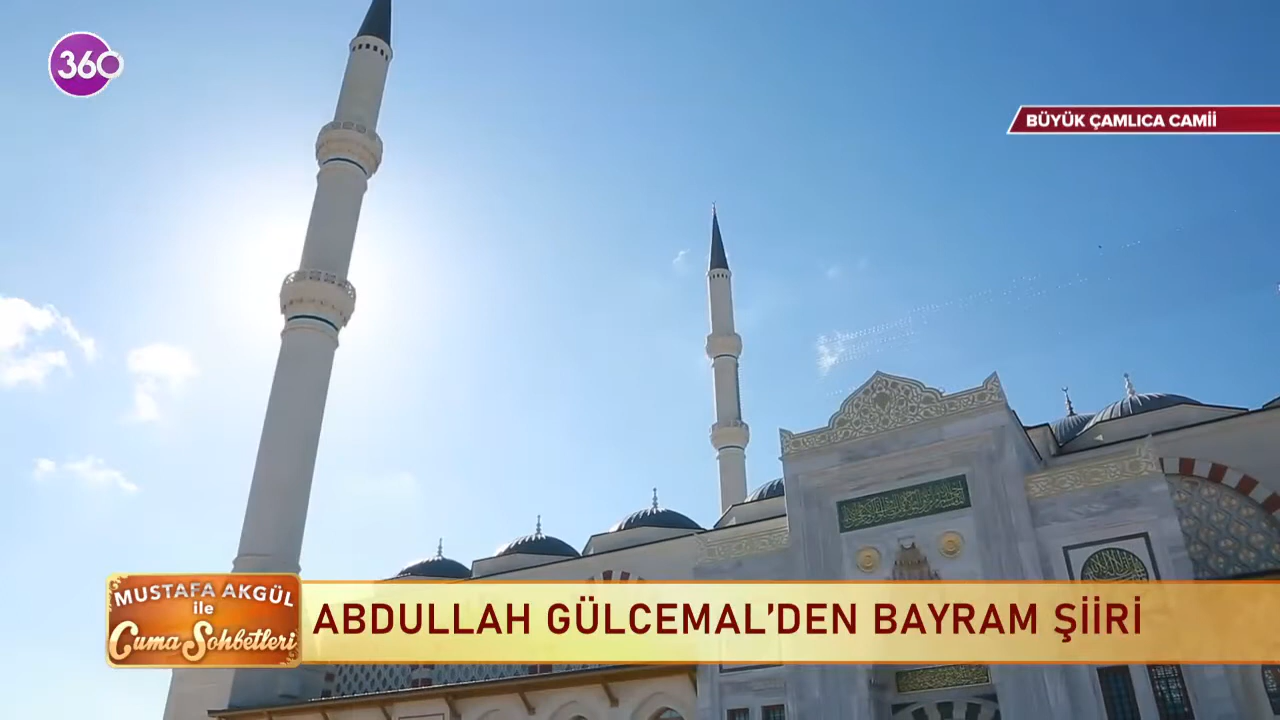 360
BÜYÜK ÇAMLICA CAMİİ
MUSTAFA AKGÜL
ile
Cuma Sohbetleri
ABDULLAH GÜLCEMAL'DEN BAYRAM ŞİİRİ